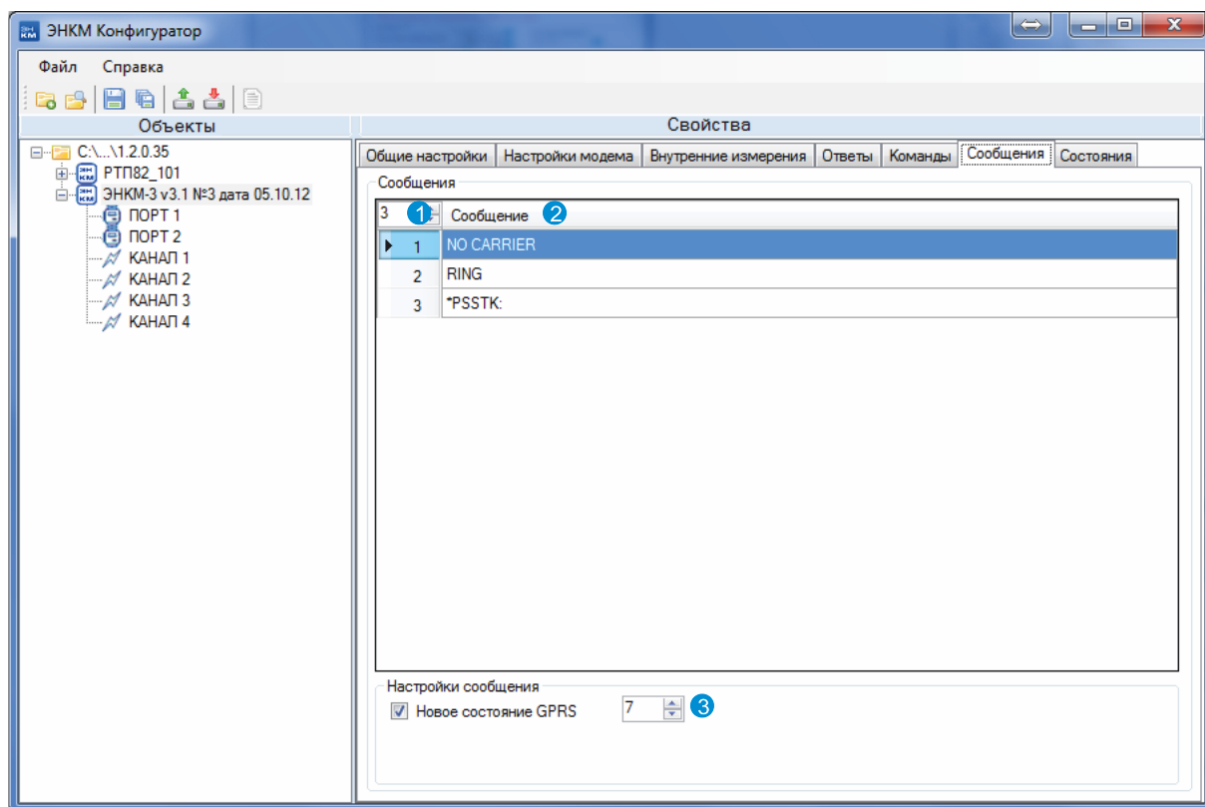 ЭНКМ Конфигуратор
Файл Справка
Объекты
Свойства
C:\...\1.2.0.35
РТП82_101
ЭНКМ-3 v3.1 №3 дата 05.10.12
ПОРТ 1
ПОРТ 2
КАНАЛ 1
КАНАЛ 2
КАНАЛ 3
КАНАЛ 4
Общие настройки Настройки модема Внутренние измерения Ответы Команды Сообщения Состояния
Сообщения
3 1 Сообщение 2
1 NO CARRIER
2 RING
3 *PSSTK:
Настройки сообщения
Новое состояние GPRS 7 3